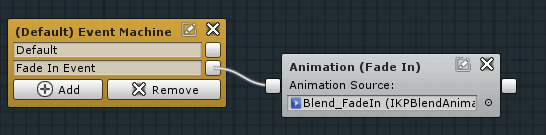 (Default) Event Machine
Default
Fade In Event
Add
Remove
Animation (Fade In)
Animation Source:
Blend_FadeIn (IKPBlendAnima